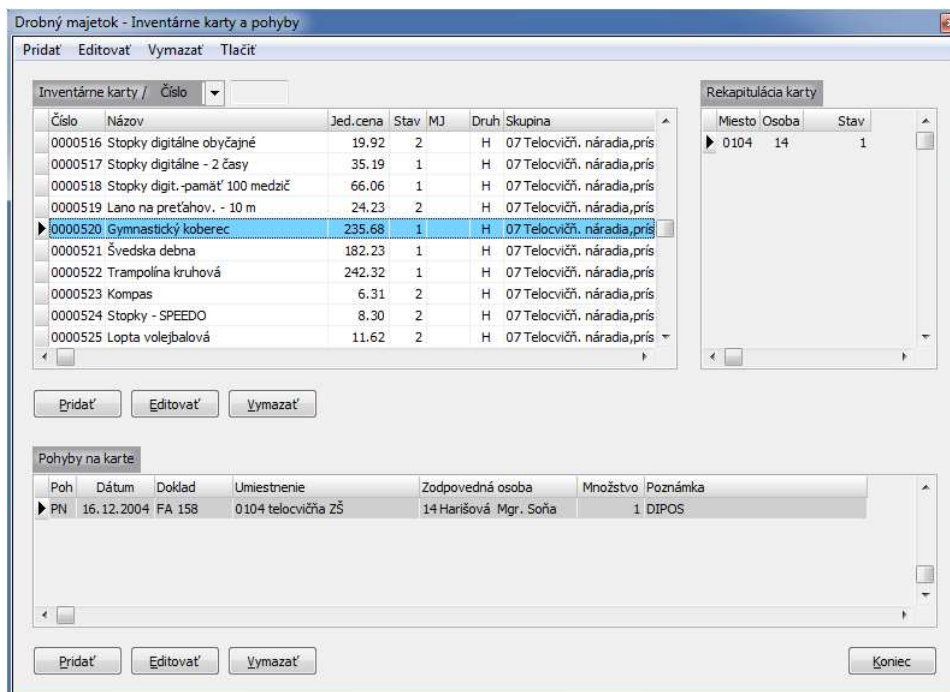 Drobný majetok - Inventárne karty a pohyby
Pridať Editovať Vymazať Tlačiť
Inventárne karty / Číslo
Rekapitulácia karty
Číslo Názov Jed.cena Stav MJ Druh Skupina
Miesto Osoba Stav
0104 14 1
0000516 Stopky digitálne obyčajné 19.92 2 H 07 Telocvičň. náradia,prís
0000517 Stopky digitálne - 2 časy 35.19 1 H 07 Telocvičň. náradia,prís
0000518 Stopky digit.-pamäť 100 medzič 66.06 1 H 07 Telocvičň. náradia,prís
0000519 Lano na preťahov. - 10 m 24.23 2 H 07 Telocvičň. náradia,prís
0000520 Gymnastický koberec 235.68 1 H 07 Telocvičň. náradia,prís
0000521 Švedska debna 182.23 1 H 07 Telocvičň. náradia,prís
0000522 Trampolína kruhová 242.32 1 H 07 Telocvičň. náradia,prís
0000523 Kompas 6.31 2 H 07 Telocvičň. náradia,prís
0000524 Stopky - SPEEDO 8.30 2 H 07 Telocvičň. náradia,prís
0000525 Lopta volejbalová 11.62 2 H 07 Telocvičň. náradia,prís
Pridať Editovať Vymazať
Pohyby na karte
Poh Dátum Doklad Umiestnenie Zodpovedná osoba Množstvo Poznámka
PN 16.12.2004 FA 158 0104 telocvičňa ZŠ 14 Harišová Mgr. Soňa 1 DIPOS
Pridať Editovať Vymazať Koniec